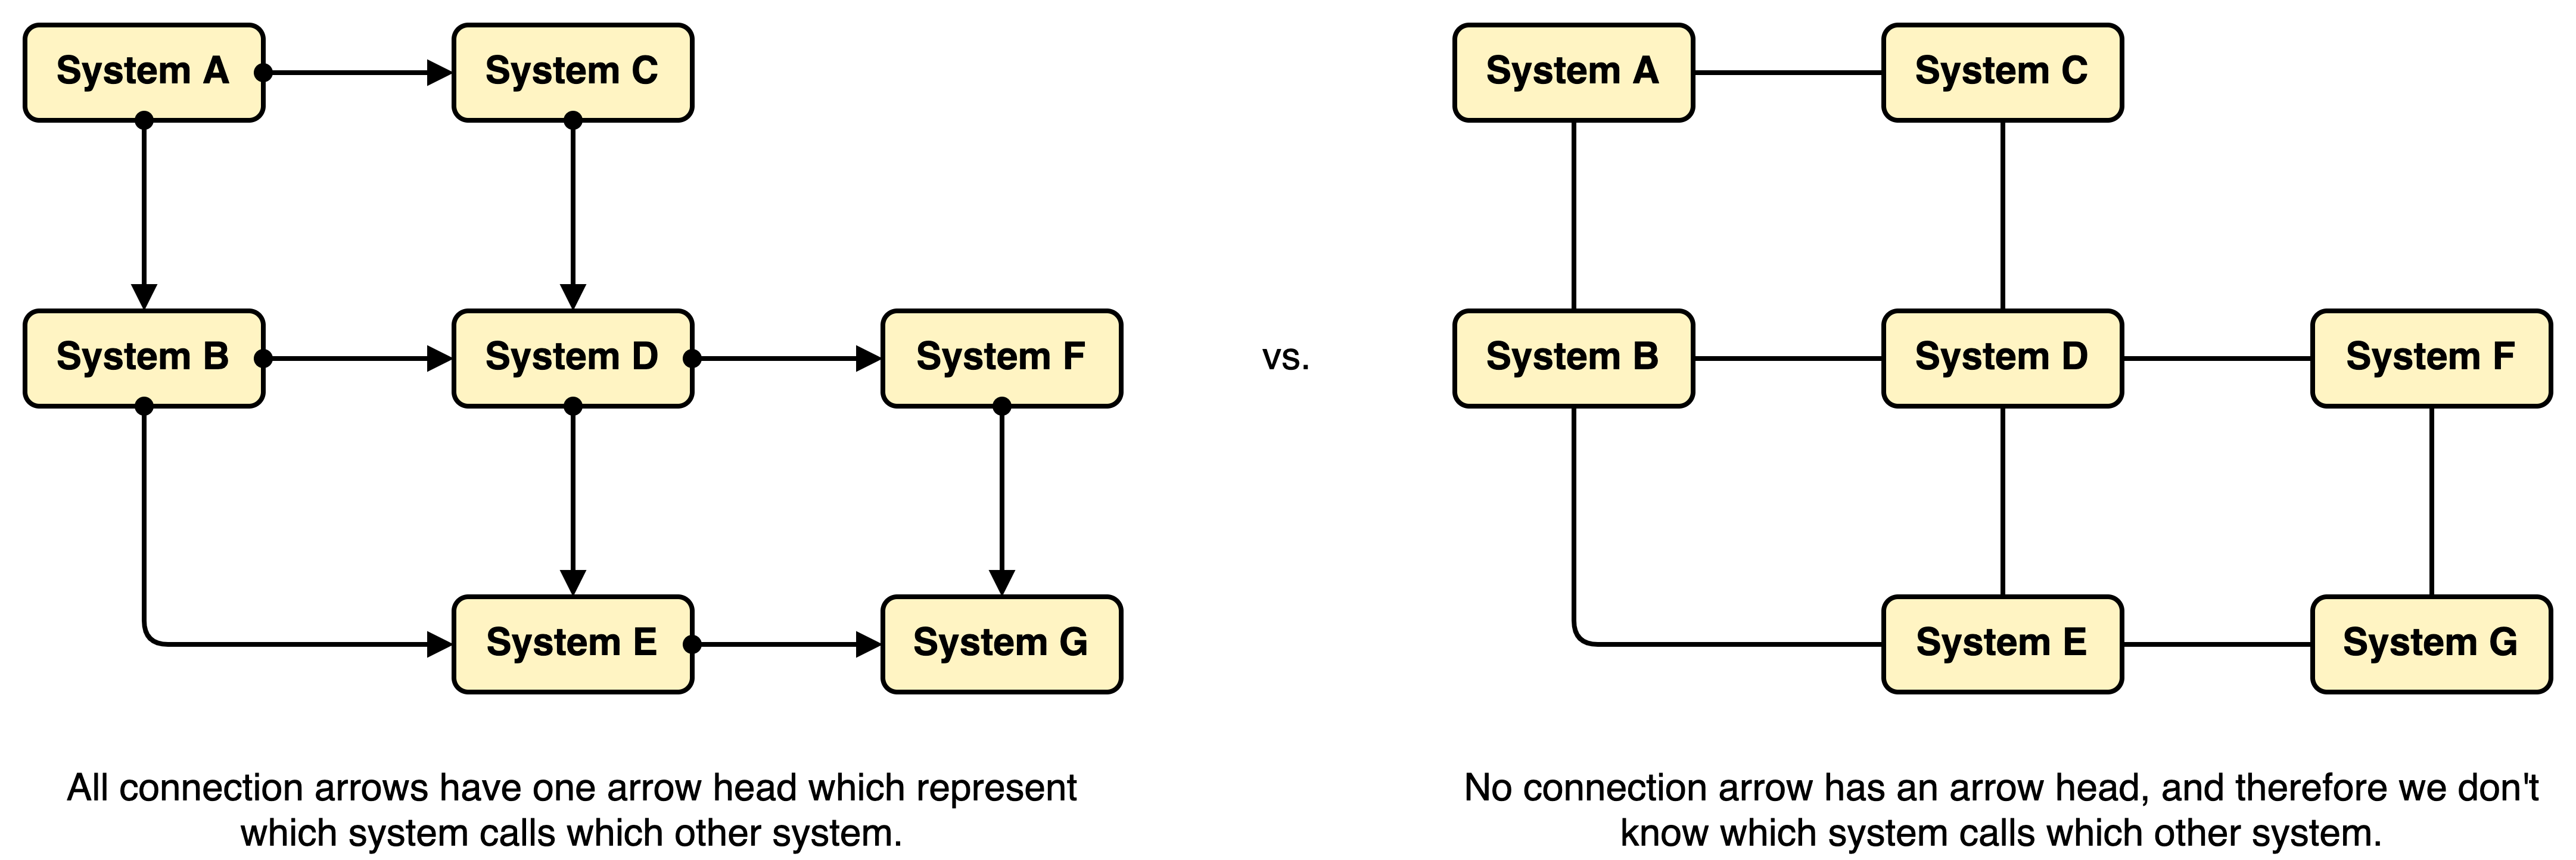 System A
System C
System B
System D
System F
System E
System G
All connection arrows have one arrow head which represent
which system calls which other system.
vs.
System A
System C
System B
System D
System F
System E
System G
No connection arrow has an arrow head, and therefore we don't
know which system calls which other system.